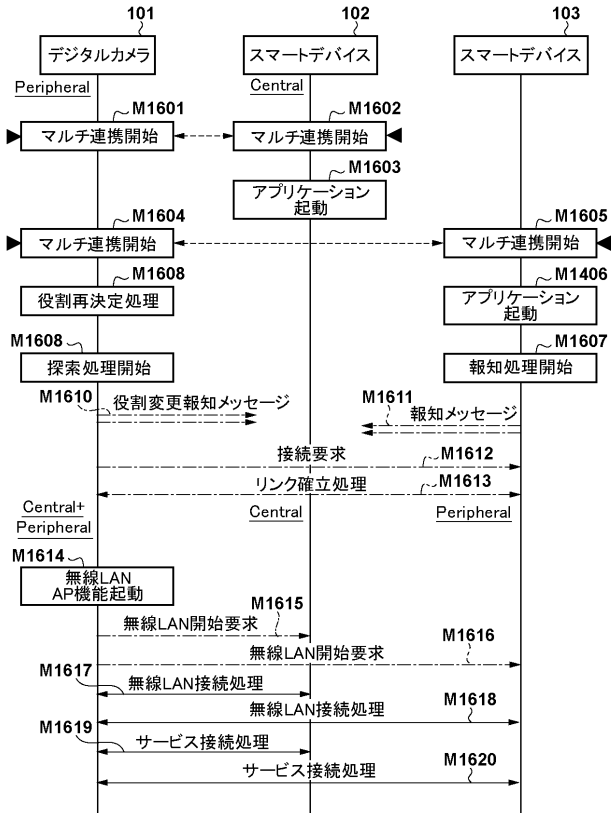 101
102
103
デジタルカメラ
スマートデバイス
スマートデバイス
Peripheral
Central
M1601
M1602
マルチ連携開始
マルチ連携開始
M1603
アプリケーション
起動
M1604
M1605
マルチ連携開始
マルチ連携開始
M1608
M1406
役割再決定処理
アプリケーション
起動
M1608
M1607
探索処理開始
報知処理開始
M1610
役割変更報知メッセージ
M1611
報知メッセージ
接続要求
M1612
リンク確立処理
M1613
Central+
Peripheral
Central
Peripheral
M1614
無線LAN
AP機能起動
M1615
無線LAN開始要求
M1616
無線LAN開始要求
M1617
無線LAN接続処理
無線LAN接続処理
M1618
M1619
サービス接続処理
サービス接続処理
M1620